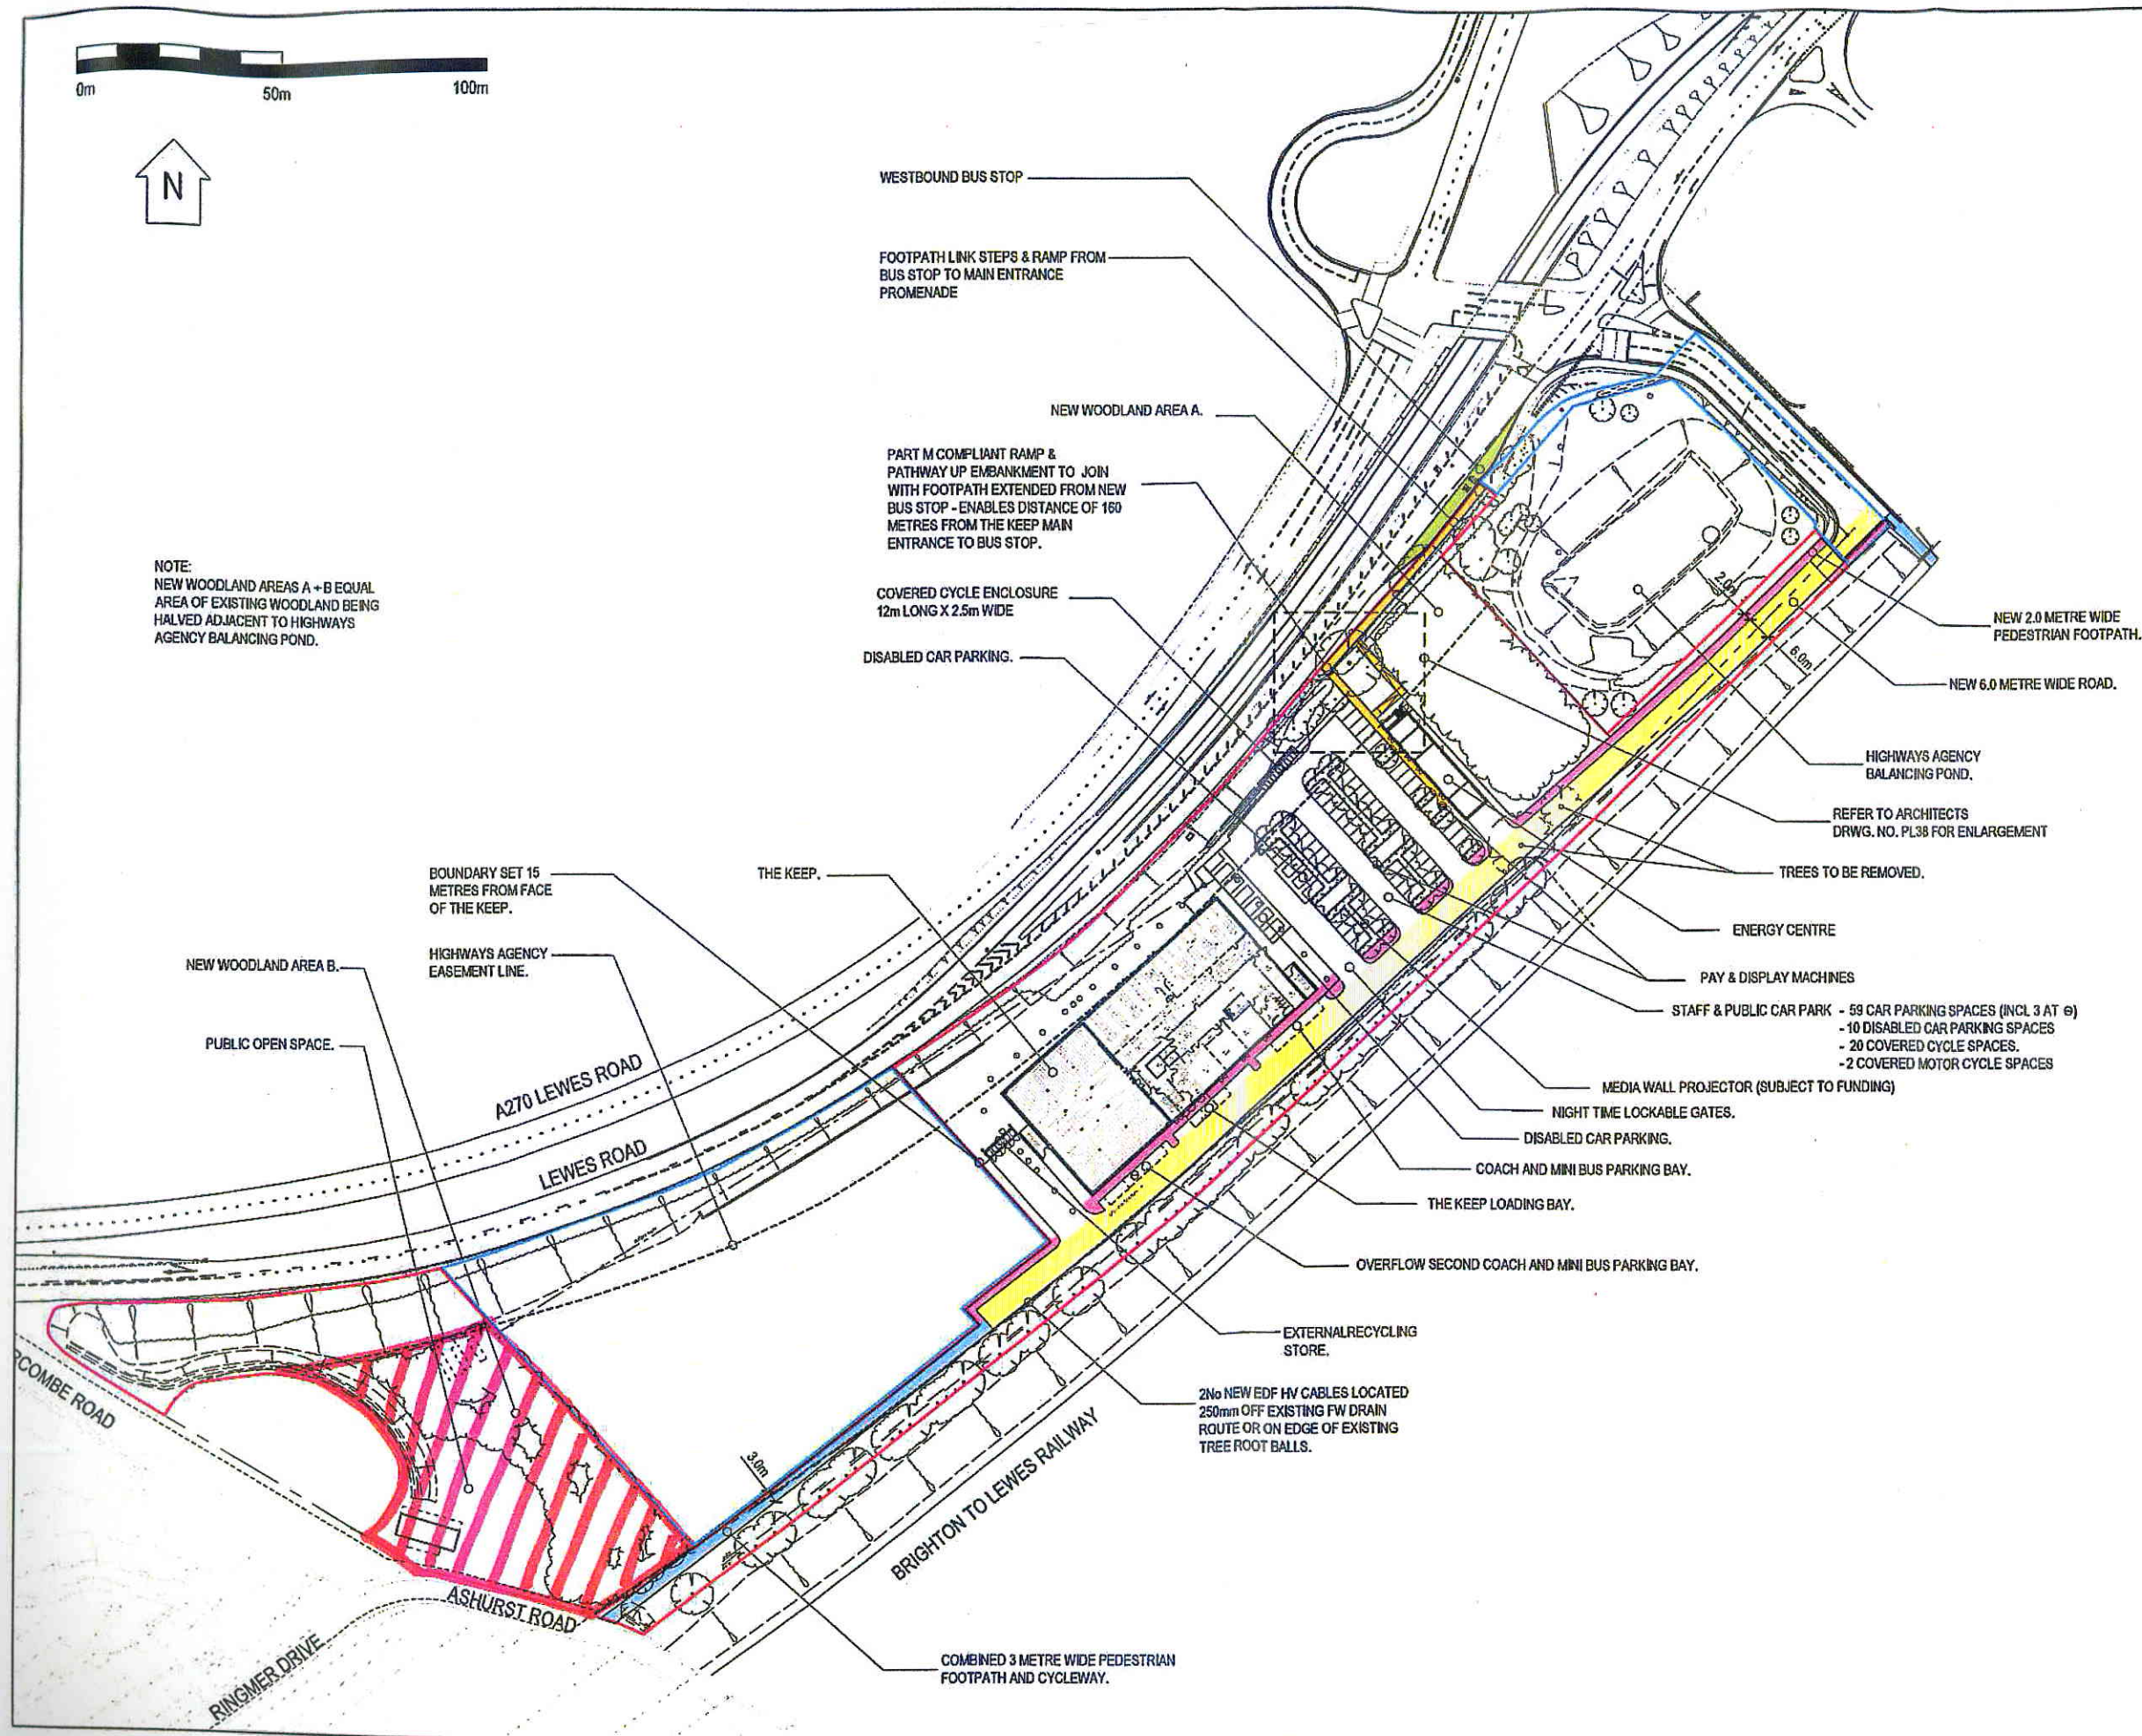 0m
50m
100m
N
WESTBOUND BUS STOP
FOOTPATH LINK STEPS & RAMP FROM
BUS STOP TO MAIN ENTRANCE
PROMENADE
NEW WOODLAND AREA A.
PART M COMPLIANT RAMP &
PATHWAY UP EMBANKMENT TO JOIN
WITH FOOTPATH EXTENDED FROM NEW
BUS STOP - ENABLES DISTANCE OF 160
METRES FROM THE KEEP MAIN
ENTRANCE TO BUS STOP.
NOTE:
NEW WOODLAND AREAS A + B EQUAL
AREA OF EXISTING WOODLAND BEING
HALVED ADJACENT TO HIGHWAYS
AGENCY BALANCING POND.
COVERED CYCLE ENCLOSURE
12m LONG X 2.5m WIDE
DISABLED CAR PARKING.
2.0m
6.0m
NEW 2.0 METRE WIDE
PEDESTRIAN FOOTPATH.
NEW 6.0 METRE WIDE ROAD.
HIGHWAYS AGENCY
BALANCING POND.
REFER TO ARCHITECTS
DRWG. NO. PL38 FOR ENLARGEMENT
TREES TO BE REMOVED.
ENERGY CENTRE
PAY & DISPLAY MACHINES
STAFF & PUBLIC CAR PARK - 59 CAR PARKING SPACES (INCL 3 AT ⊖)
- 10 DISABLED CAR PARKING SPACES
- 20 COVERED CYCLE SPACES.
- 2 COVERED MOTOR CYCLE SPACES
MEDIA WALL PROJECTOR (SUBJECT TO FUNDING)
NIGHT TIME LOCKABLE GATES.
DISABLED CAR PARKING.
COACH AND MINI BUS PARKING BAY.
THE KEEP LOADING BAY.
OVERFLOW SECOND COACH AND MINI BUS PARKING BAY.
EXTERNALRECYCLING
STORE.
2No NEW EDF HV CABLES LOCATED
250mm OFF EXISTING FW DRAIN
ROUTE OR ON EDGE OF EXISTING
TREE ROOT BALLS.
BOUNDARY SET 15
METRES FROM FACE
OF THE KEEP.
THE KEEP.
HIGHWAYS AGENCY
EASEMENT LINE.
NEW WOODLAND AREA B.
PUBLIC OPEN SPACE.
A270 LEWES ROAD
LEWES ROAD
RCOMBE ROAD
3.0m
BRIGHTON TO LEWES RAILWAY
ASHURST ROAD
RINGMER DRIVE
COMBINED 3 METRE WIDE PEDESTRIAN
FOOTPATH AND CYCLEWAY.